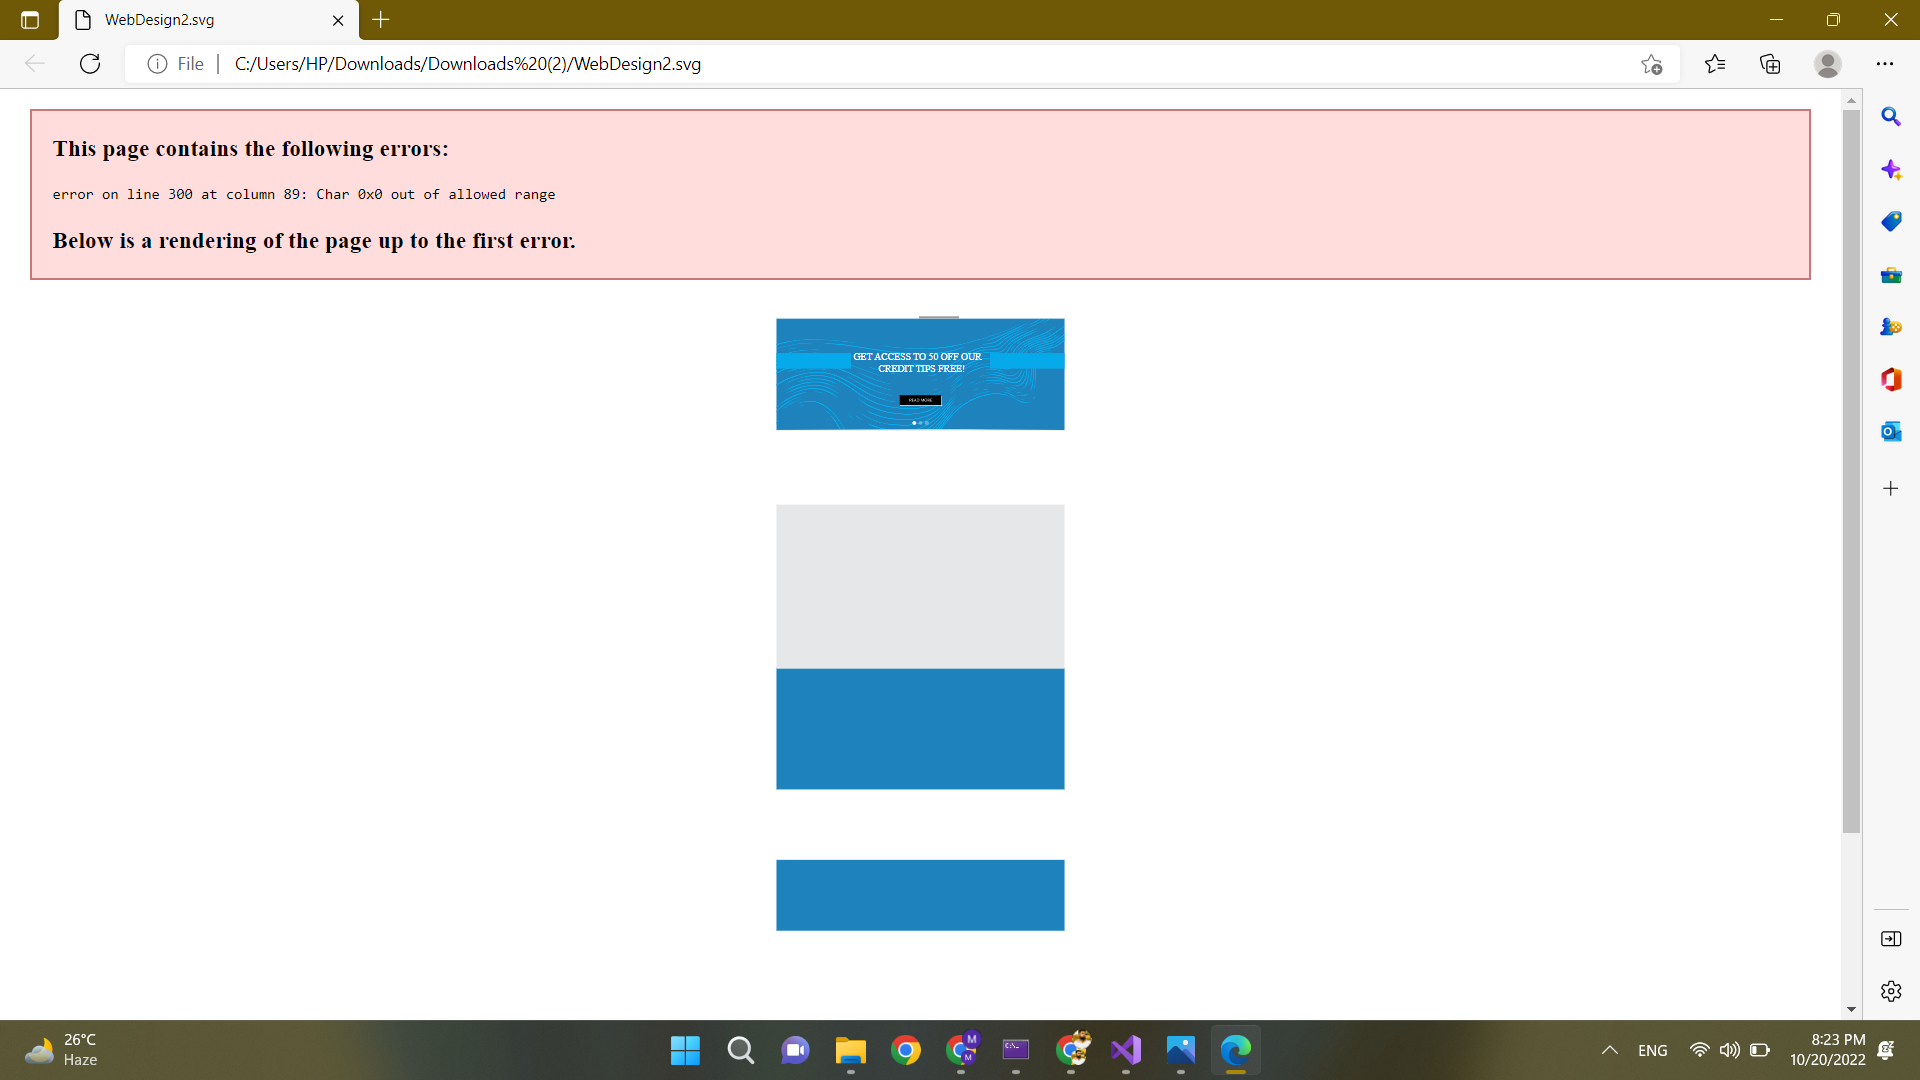 WebDesign2.svg
File
C:/Users/HP/Downloads/Downloads%20(2)/WebDesign2.svg
This page contains the following errors:
error on line 300 at column 89: Char 0x0 out of allowed range
Below is a rendering of the page up to the first error.
GET ACCESS TO 50 OFF OUR
CREDIT TIPS FREE!
READ MORE
26°C
Haze
M
M
C:\_
ENG
8:23 PM
10/20/2022